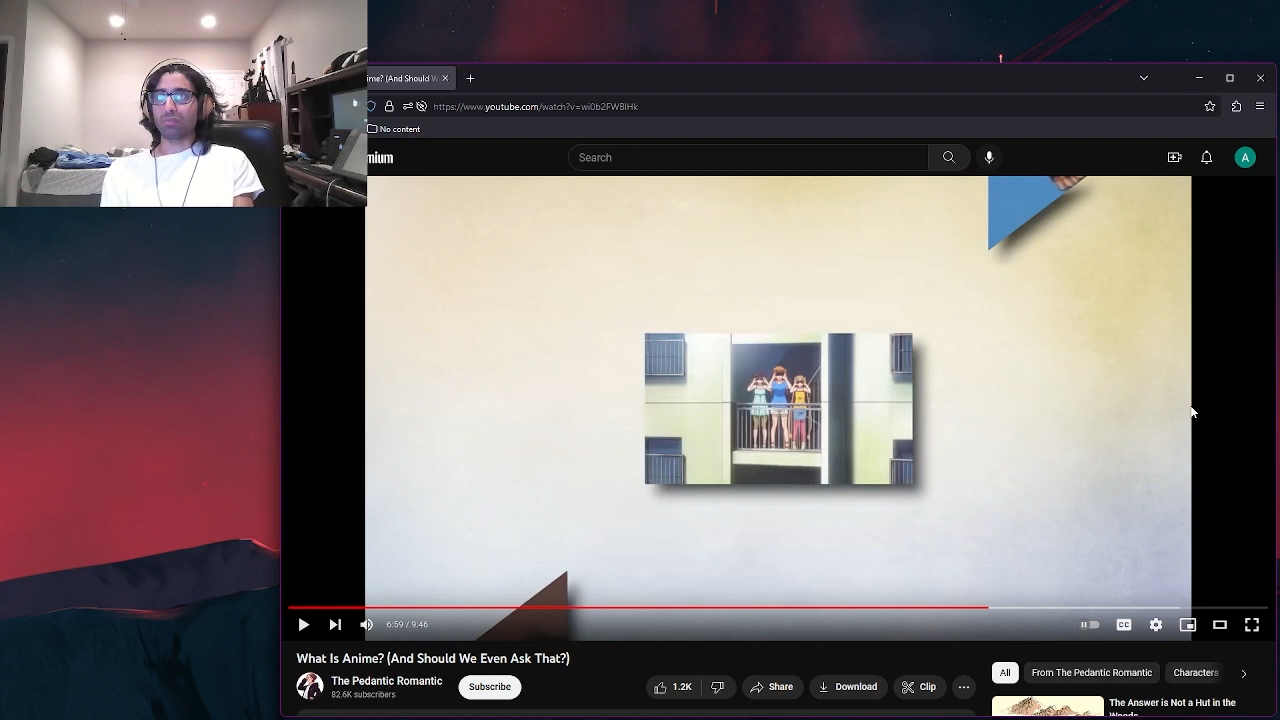 ime? (And Should W
https://www.youtube.com/watch?v=wi0b2FWBIHk
No content
mium
Search
A
6:59 / 9:46
CC
What Is Anime? (And Should We Even Ask That?)
The Pedantic Romantic
82.6K subscribers
Subscribe
1.2K
Share
Download
Clip
All
From The Pedantic Romantic
Characters
The Answer is Not a Hut in the
Woods